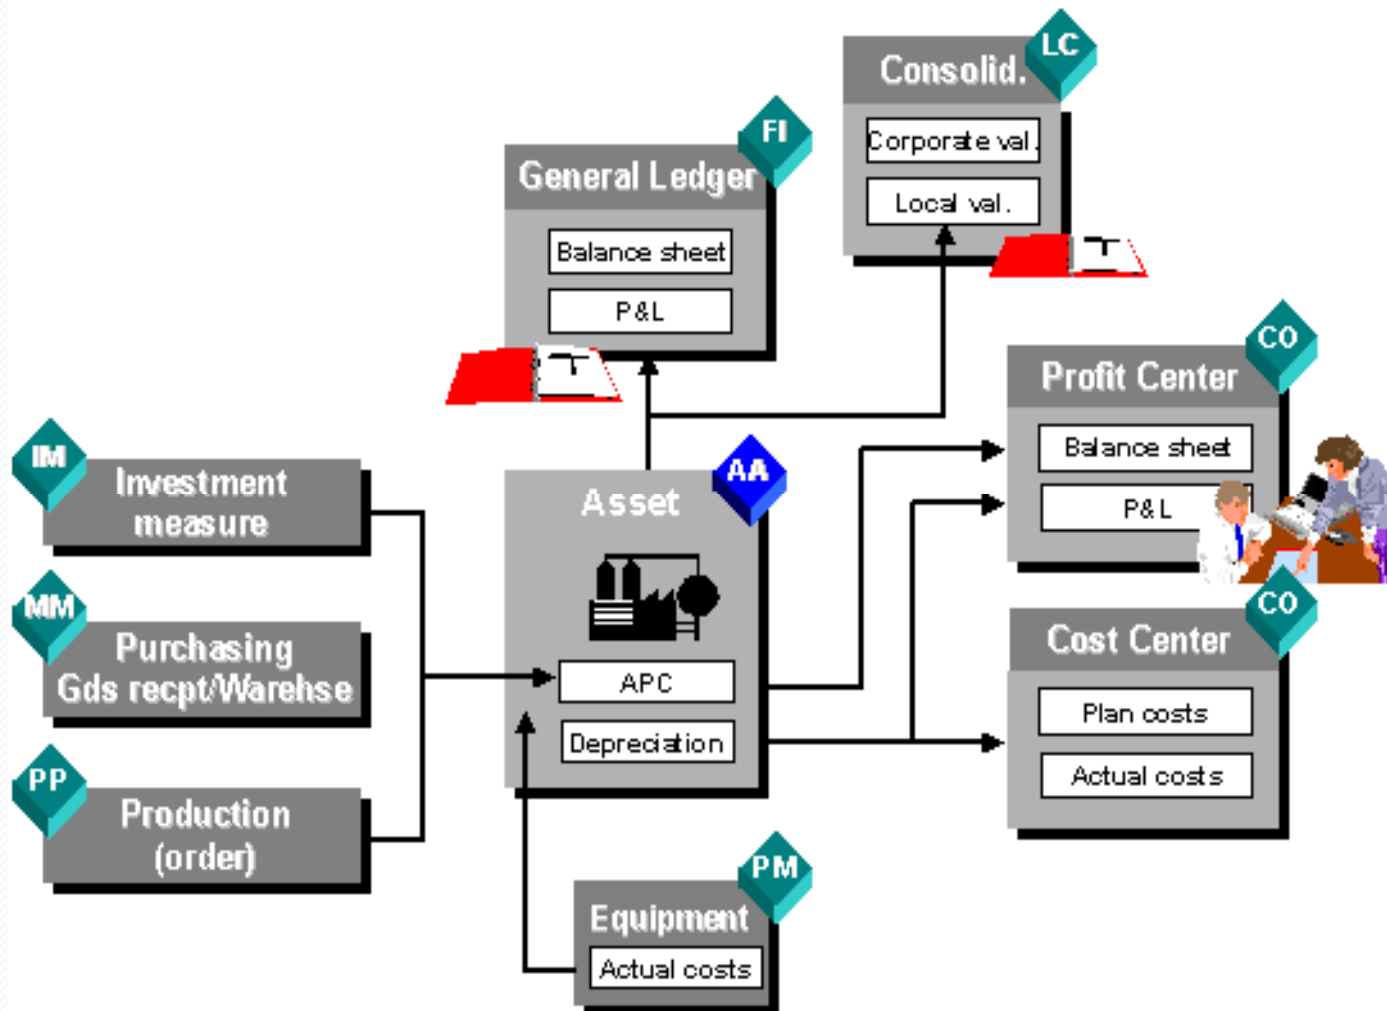 LC
Consolid.
Corporate val.
Local val.
FI
General Ledger
Balance sheet
P&L
CO
Profit Center
Balance sheet
P&L
IM
Investment
measure
AA
Asset
APC
Depreciation
MM
Purchasing
Gds recpt/Warehse
CO
Cost Center
Plan costs
Actual costs
PP
Production
(order)
PM
Equipment
Actual costs